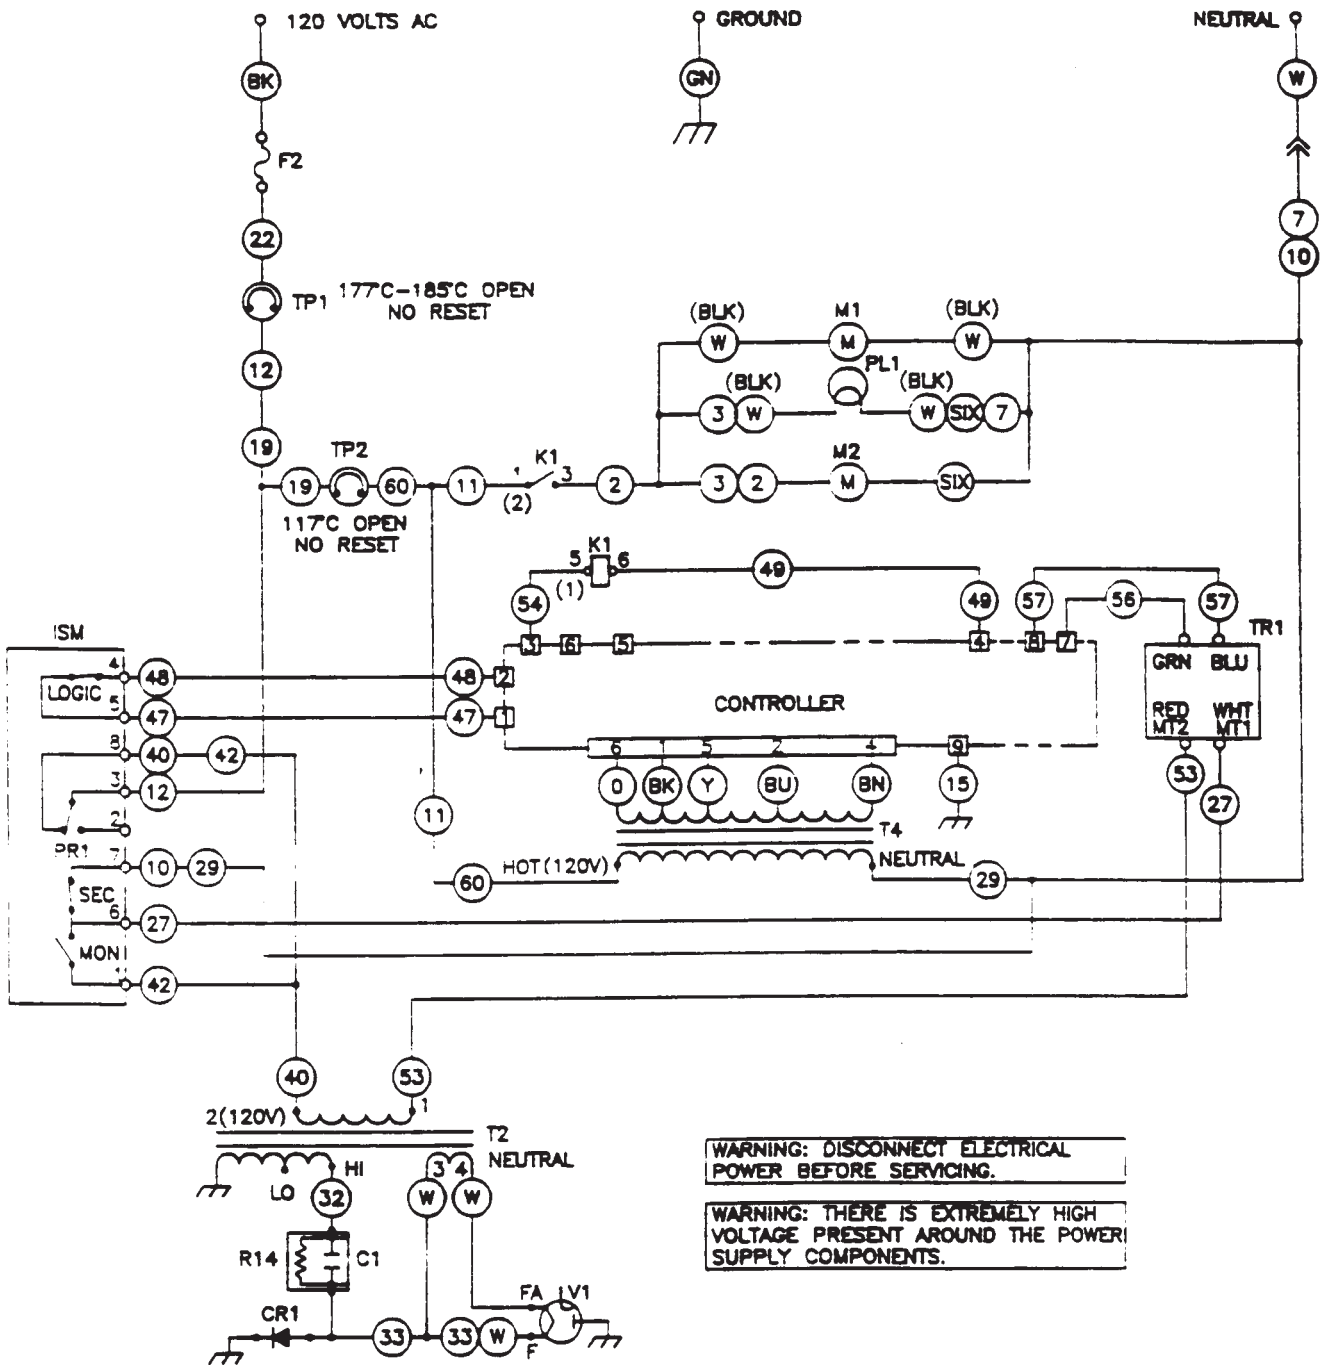 120 VOLTS AC
GROUND
NEUTRAL
BK
GN
W
F2
22
7
10
TP1
177°C-185°C OPEN
NO RESET
(BLK)
M1
(BLK)
W
M
W
12
PL1
(BLK)
(BLK)
3
W
W
SIX
7
19
TP2
K1
M2
19
60
11
1
3
(2)
2
3
2
M
SIX
117°C OPEN
NO RESET
K1
5
6
49
(1)
54
49
57
56
57
TR1
ISM
3
6
5
4
8
7
GRN
BLU
4
48
48
2
LOGIC
CONTROLLER
RED
MT2
WHT
MT1
5
47
47
1
8
40
42
6
1
5
2
4
9
53
3
12
O
BK
Y
BU
BN
15
27
2
11
T4
PR1
7
10
29
HOT(120V)
NEUTRAL
60
29
SEC
6
27
MON
1
42
40
53
2(120V)
1
T2
NEUTRAL
HI
LO
3
4
32
W
W
WARNING: DISCONNECT ELECTRICAL
POWER BEFORE SERVICING.
WARNING: THERE IS EXTREMELY HIGH
VOLTAGE PRESENT AROUND THE POWER
SUPPLY COMPONENTS.
R14
C1
FA
V1
CR1
33
33
W
F